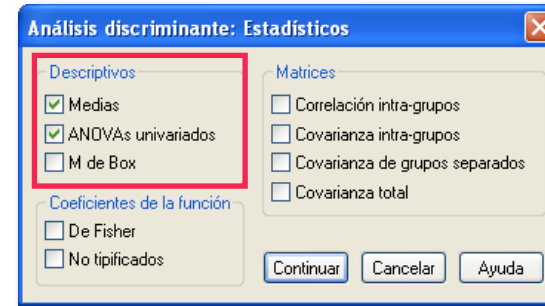 Análisis discriminante: Estadísticos
Descriptivos
Medias
ANOVAs univariados
M de Box
Coeficientes de la función
De Fisher
No tipificados
Matrices
Correlación intra-grupos
Covarianza intra-grupos
Covarianza de grupos separados
Covarianza total
Continuar
Cancelar
Ayuda